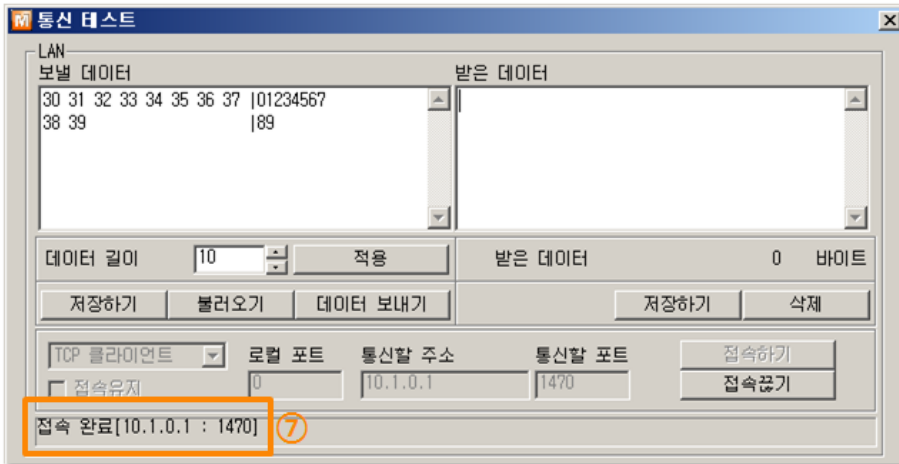 통신 테스트
LAN
보낼 데이터
받은 데이터
30 31 32 33 34 35 36 37 |01234567
38 39 |89
데이터 길이 10 적용
받은 데이터 0 바이트
저장하기 불러오기 데이터 보내기
저장하기 삭제
TCP 클라이언트 로컬 포트 통신할 주소 통신할 포트 접속하기
접속유지 0 10.1.0.1 1470 접속끊기
접속 완료[10.1.0.1 : 1470] ⑦